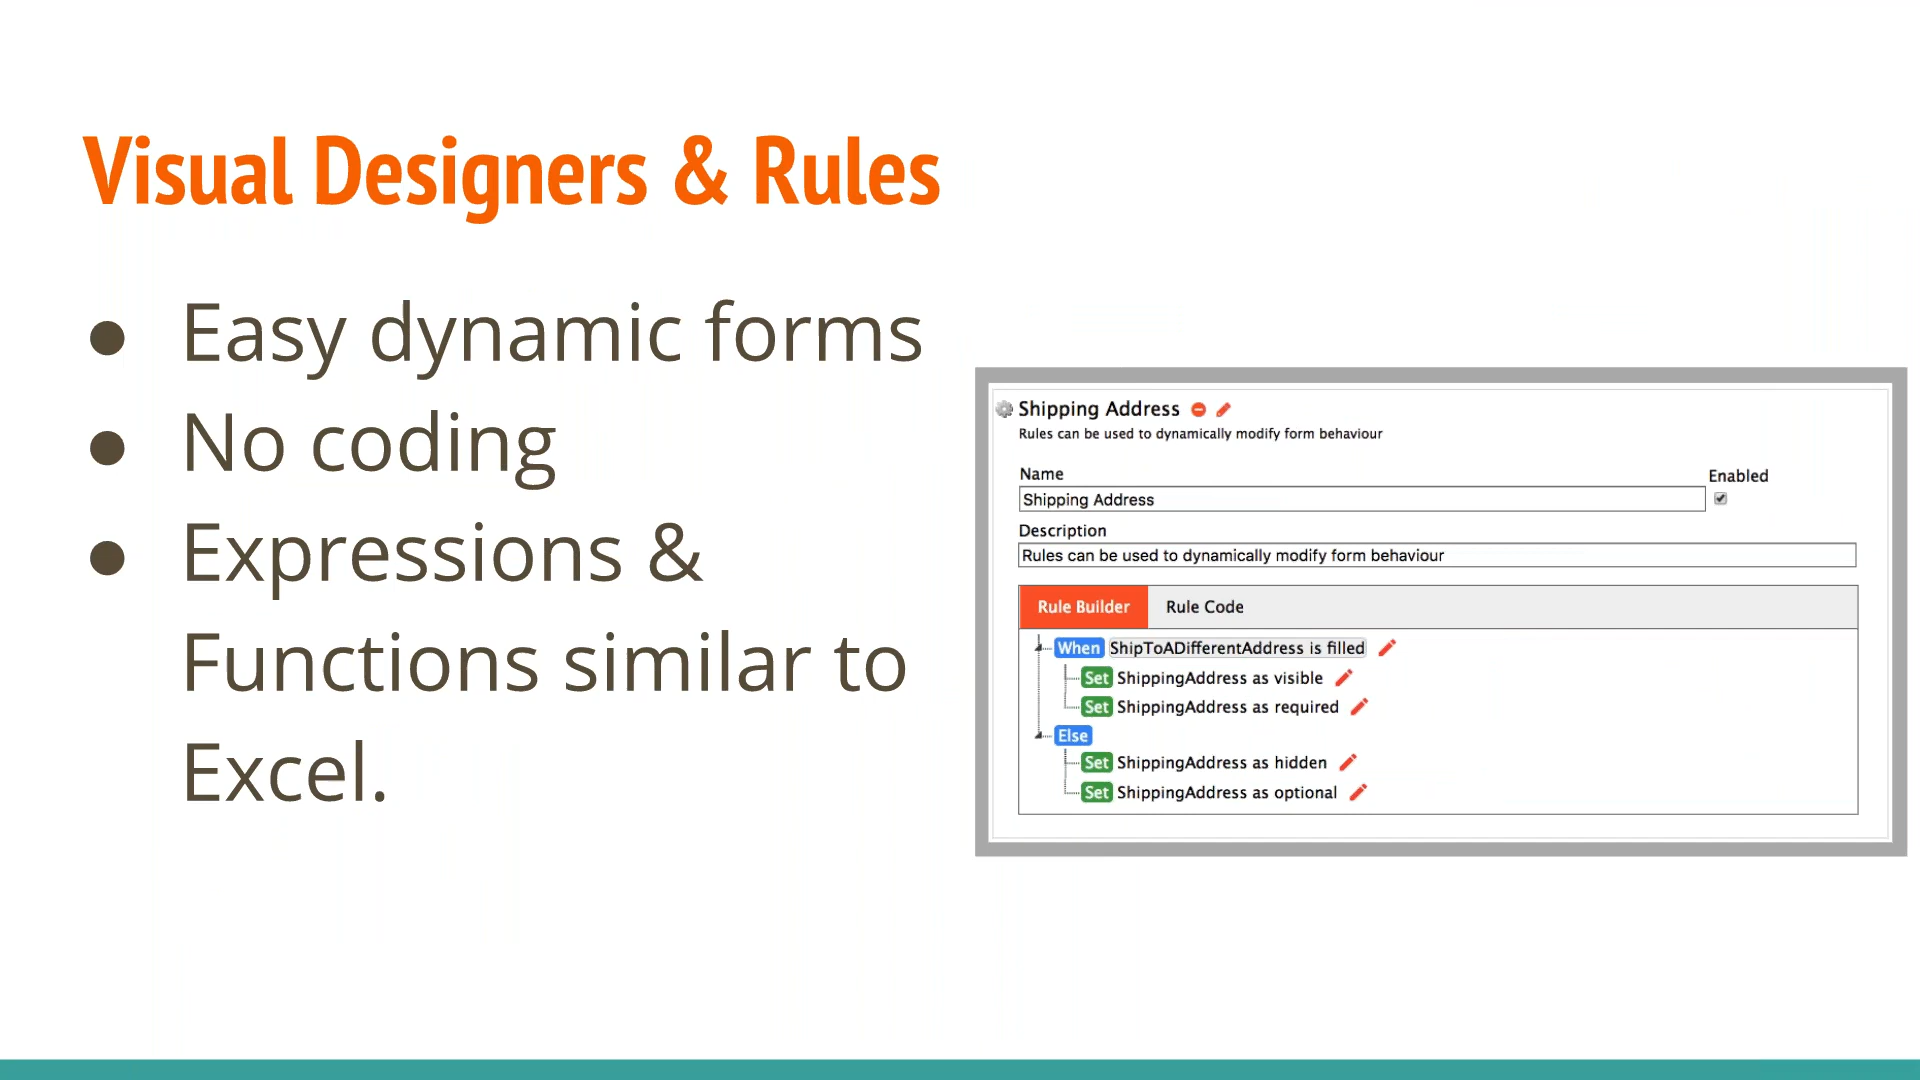 Visual Designers & Rules
● Easy dynamic forms
● No coding
● Expressions &
Functions similar to
Excel.
Shipping Address
Rules can be used to dynamically modify form behaviour
Name
Enabled
Shipping Address
Description
Rules can be used to dynamically modify form behaviour
Rule Builder Rule Code
When ShipToADifferentAddress is filled
Set ShippingAddress as visible
Set ShippingAddress as required
Else
Set ShippingAddress as hidden
Set ShippingAddress as optional